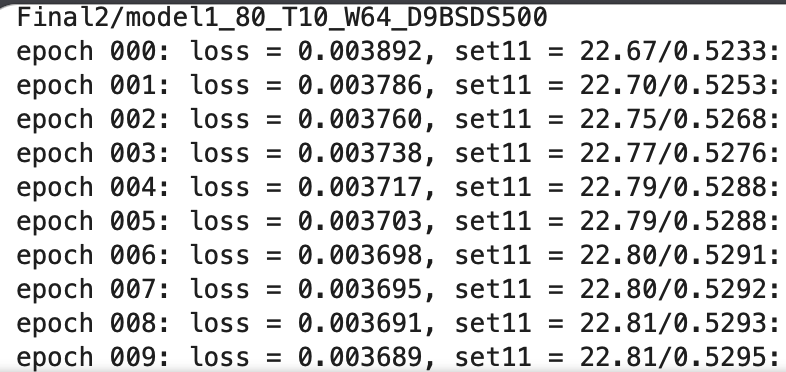 Final2/model1_80_T10_W64_D9BSDS500
epoch 000: loss = 0.003892, set11 = 22.67/0.5233:
epoch 001: loss = 0.003786, set11 = 22.70/0.5253:
epoch 002: loss = 0.003760, set11 = 22.75/0.5268:
epoch 003: loss = 0.003738, set11 = 22.77/0.5276:
epoch 004: loss = 0.003717, set11 = 22.79/0.5288:
epoch 005: loss = 0.003703, set11 = 22.79/0.5288:
epoch 006: loss = 0.003698, set11 = 22.80/0.5291:
epoch 007: loss = 0.003695, set11 = 22.80/0.5292:
epoch 008: loss = 0.003691, set11 = 22.81/0.5293:
epoch 009: loss = 0.003689, set11 = 22.81/0.5295: